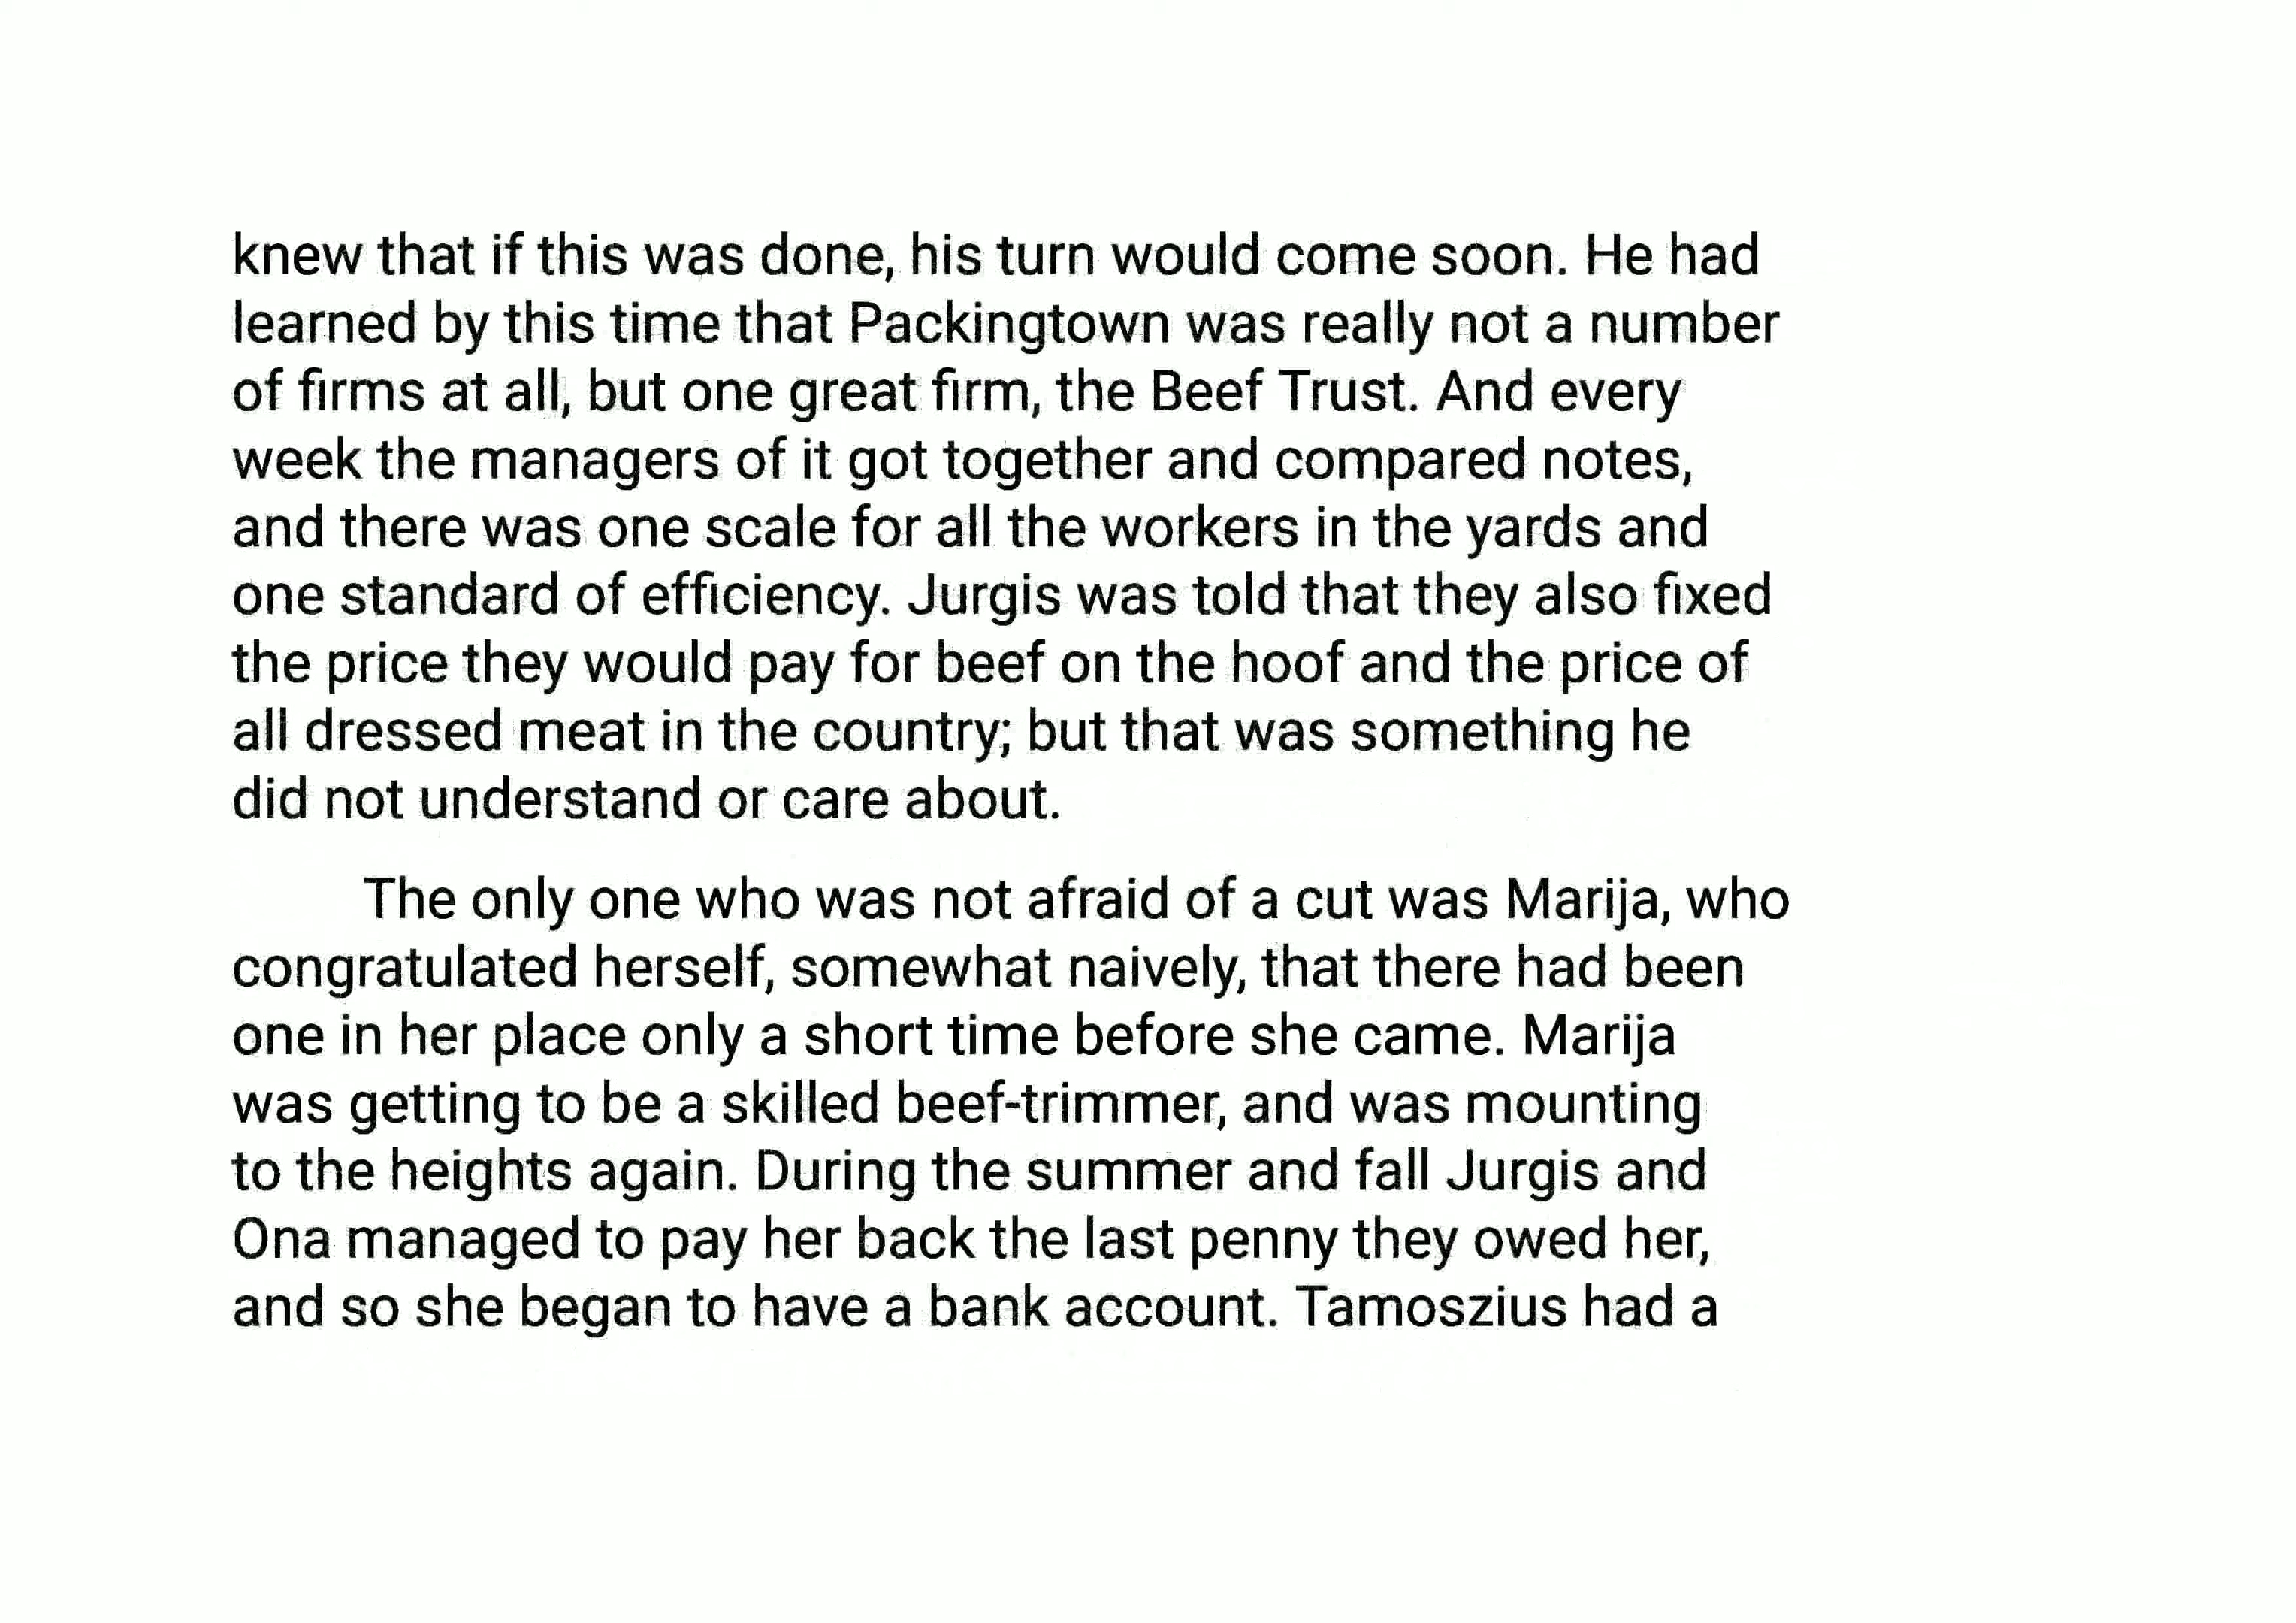 knew that if this was done, his turn would come soon. He had
learned by this time that Packingtown was really not a number
of firms at all, but one great firm, the Beef Trust. And every
week the managers of it got together and compared notes,
and there was one scale for all the workers in the yards and
one standard of efficiency. Jurgis was told that they also fixed
the price they would pay for beef on the hoof and the price of
all dressed meat in the country; but that was something he
did not understand or care about.
The only one who was not afraid of a cut was Marija, who
congratulated herself, somewhat naively, that there had been
one in her place only a short time before she came. Marija
was getting to be a skilled beef-trimmer, and was mounting
to the heights again. During the summer and fall Jurgis and
Ona managed to pay her back the last penny they owed her,
and so she began to have a bank account. Tamoszius had a